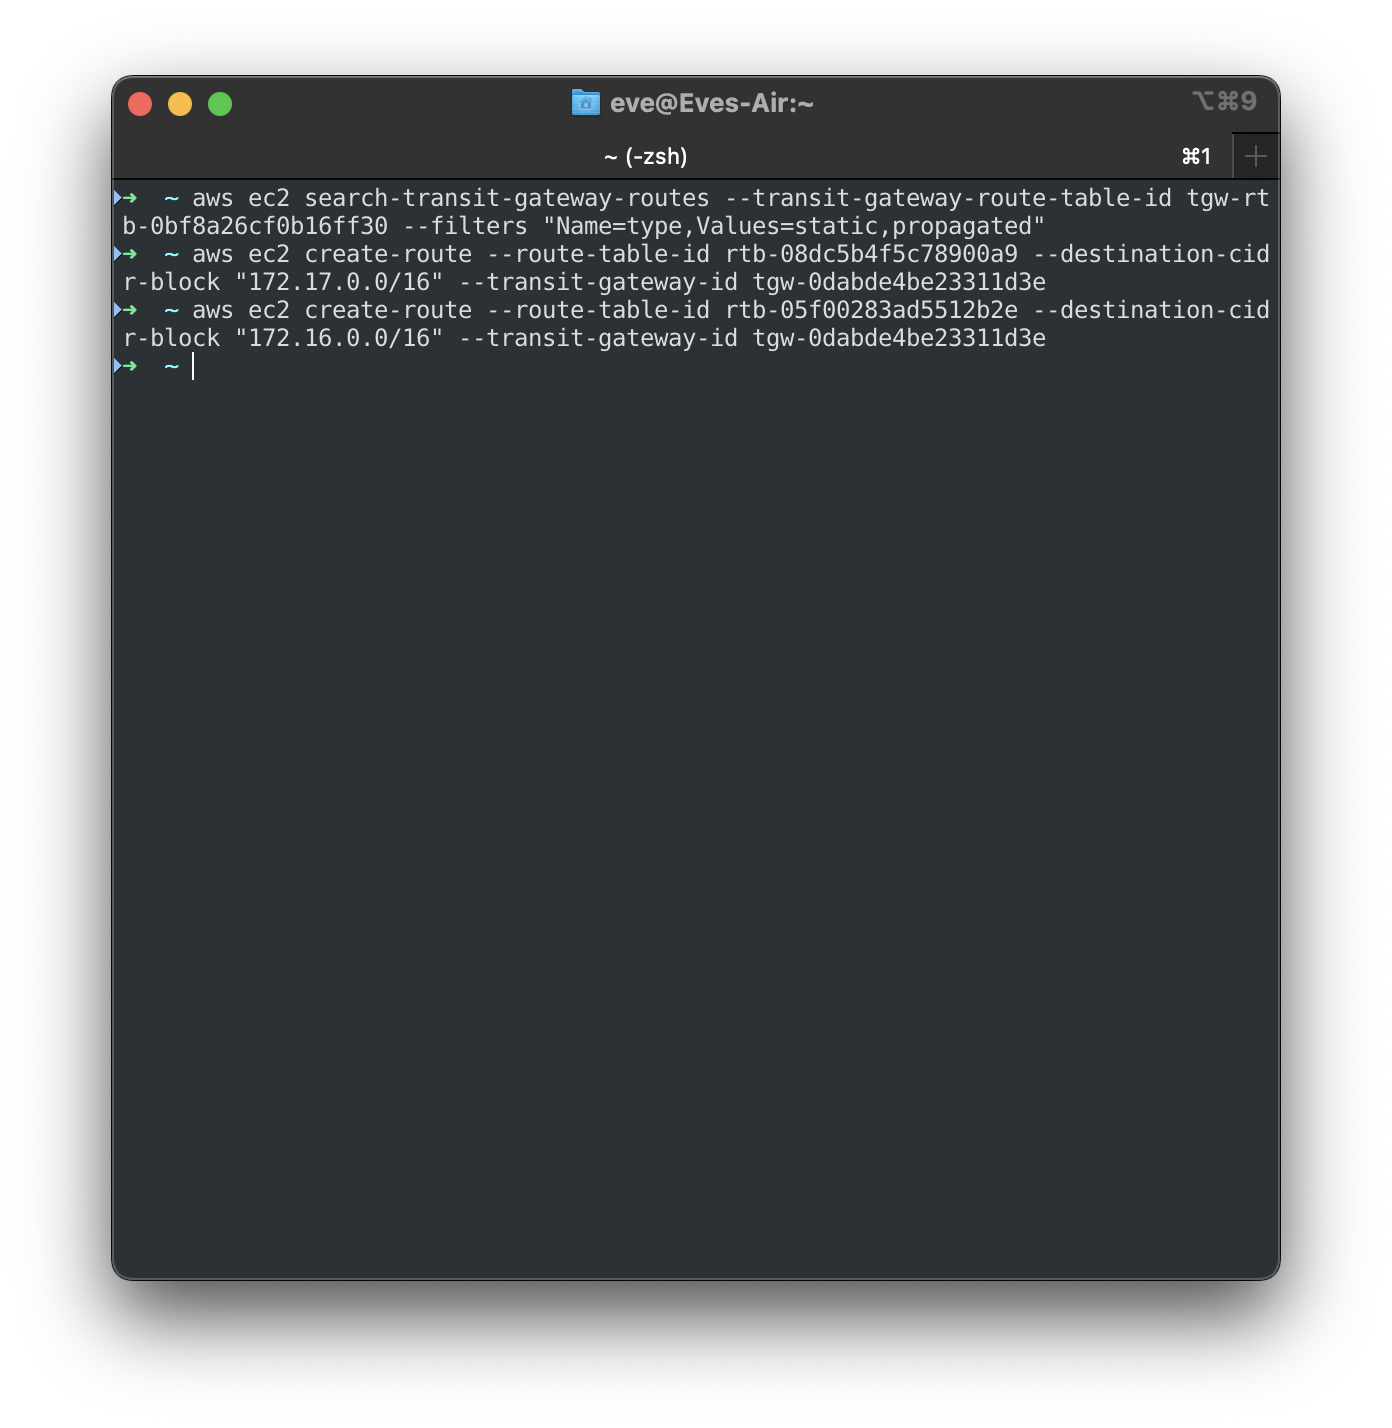 eve@Eves-Air:~
⌥⌘9
~ (-zsh)
⌘1
➜  ~ aws ec2 search-transit-gateway-routes --transit-gateway-route-table-id tgw-rt
b-0bf8a26cf0b16ff30 --filters "Name=type,Values=static,propagated"
➜  ~ aws ec2 create-route --route-table-id rtb-08dc5b4f5c78900a9 --destination-cid
r-block "172.17.0.0/16" --transit-gateway-id tgw-0dabde4be23311d3e
➜  ~ aws ec2 create-route --route-table-id rtb-05f00283ad5512b2e --destination-cid
r-block "172.16.0.0/16" --transit-gateway-id tgw-0dabde4be23311d3e
➜  ~